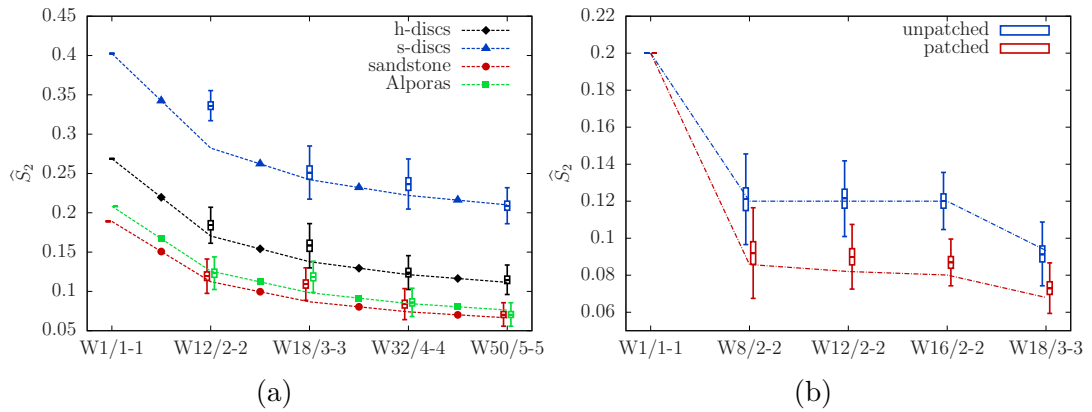 0.45
0.4
0.35
0.3
0.25
0.2
0.15
0.1
0.05
Ŝ₂
h-discs
s-discs
sandstone
Alporas
W1/1-1 W12/2-2 W18/3-3 W32/4-4 W50/5-5
(a)
0.22
0.2
0.18
0.16
0.14
0.12
0.1
0.08
0.06
Ŝ₂
unpatched
patched
W1/1-1 W8/2-2 W12/2-2 W16/2-2 W18/3-3
(b)